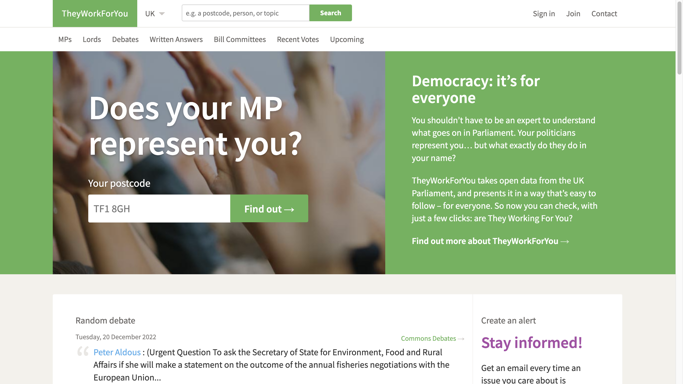 TheyWorkForYou
UK
e.g. a postcode, person, or topic
Search
Sign in
Join
Contact
MPs
Lords
Debates
Written Answers
Bill Committees
Recent Votes
Upcoming
Does your MP
represent you?
Your postcode
TF1 8GH
Find out →
Democracy: it’s for
everyone
You shouldn’t have to be an expert to understand
what goes on in Parliament. Your politicians
represent you… but what exactly do they do in
your name?
TheyWorkForYou takes open data from the UK
Parliament, and presents it in a way that’s easy to
follow – for everyone. So now you can check, with
just a few clicks: are They Working For You?
Find out more about TheyWorkForYou →
Random debate
Tuesday, 20 December 2022
Commons Debates →
“ Peter Aldous : (Urgent Question To ask the Secretary of State for Environment, Food and Rural
Affairs if she will make a statement on the outcome of the annual fisheries negotiations with the
European Union...
Create an alert
Stay informed!
Get an email every time an
issue you care about is